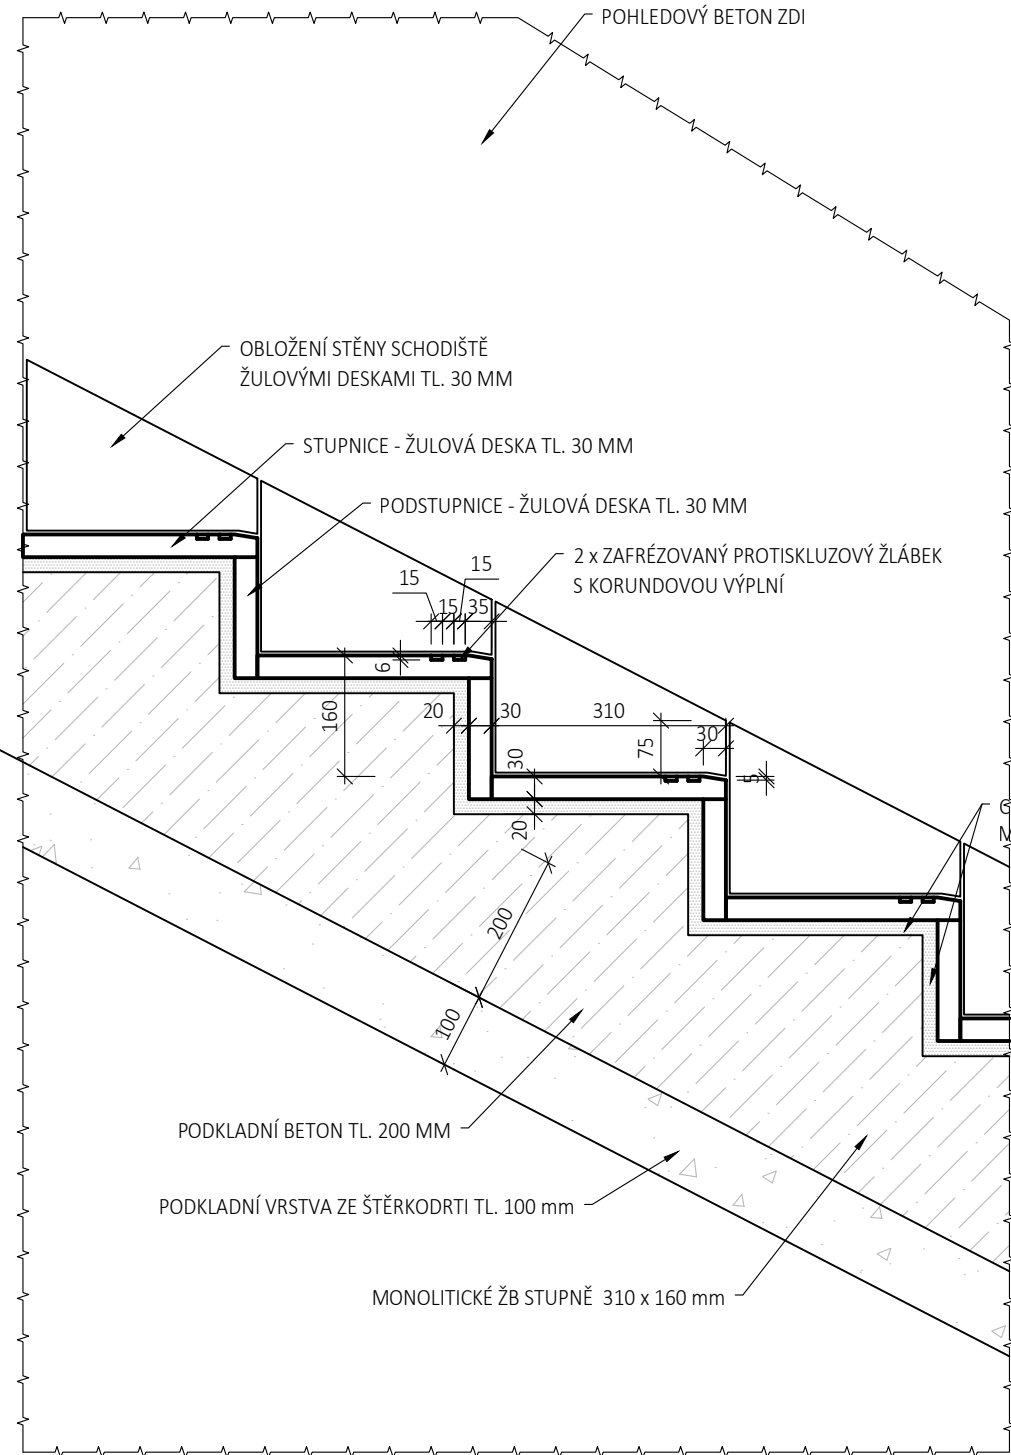 POHLEDOVÝ BETON ZDI
OBLOŽENÍ STĚNY SCHODIŠTĚ
ŽULOVÝMI DESKAMI TL. 30 MM
STUPNICE - ŽULOVÁ DESKA TL. 30 MM
PODSTUPNICE - ŽULOVÁ DESKA TL. 30 MM
2 x ZAFRÉZOVANÝ PROTISKLUZOVÝ ŽLÁBEK
S KORUNDOVOU VÝPLNÍ
15
15
15
35
6
160
20
30
310
75
30
30
5
20
200
100
PODKLADNÍ BETON TL. 200 MM
PODKLADNÍ VRSTVA ZE ŠTĚRKODRTI TL. 100 mm
MONOLITICKÉ ŽB STUPNĚ 310 x 160 mm